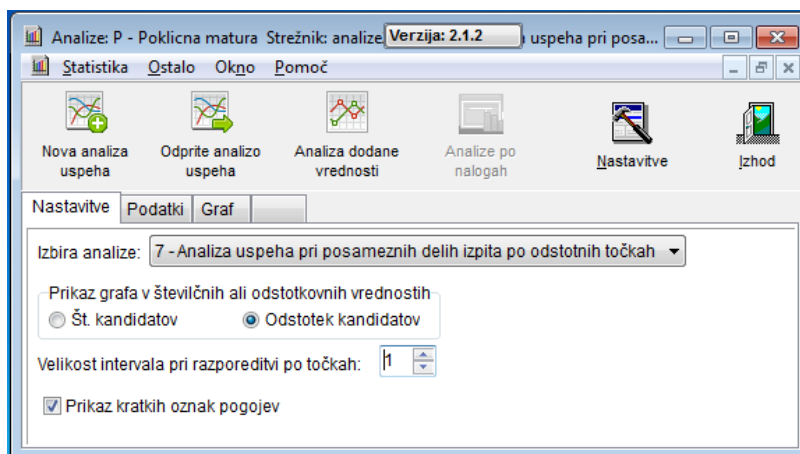 Analize: P - Poklicna matura Strežnik: analize Verzija: 2.1.2 uspeha pri posa...
Statistika Ostalo Okno Pomoč
Nova analiza uspeha
Odprite analizo uspeha
Analiza dodane vrednosti
Analize po nalogah
Nastavitve
Izhod
Nastavitve Podatki Graf
Izbira analize: 7 - Analiza uspeha pri posameznih delih izpita po odstotnih točkah
Prikaz grafa v številčnih ali odstotkovnih vrednostih
Št. kandidatov Odstotek kandidatov
Velikost intervala pri razporeditvi po točkah: 1
Prikaz kratkih oznak pogojev